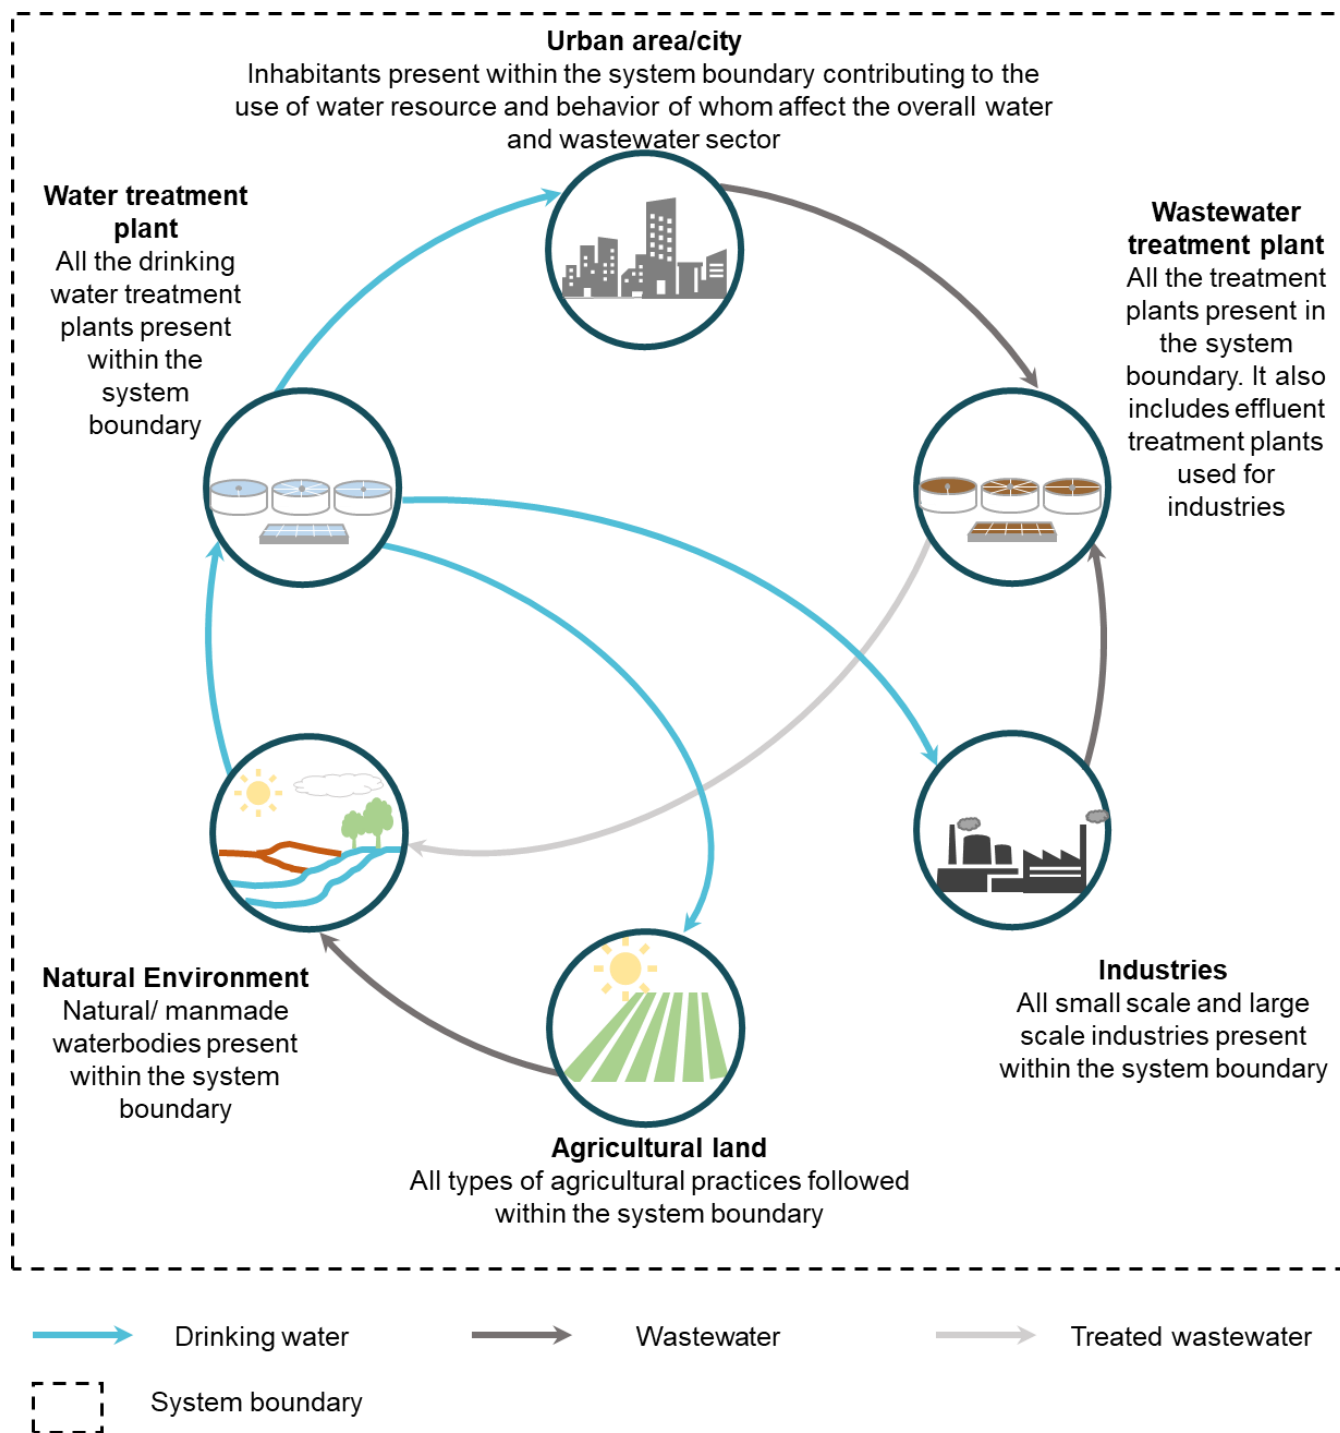 Urban area/city
Inhabitants present within the system boundary contributing to the
use of water resource and behavior of whom affect the overall water
and wastewater sector
Water treatment
plant
All the drinking
water treatment
plants present
within the
system
boundary
Wastewater
treatment plant
All the treatment
plants present in
the system
boundary. It also
includes effluent
treatment plants
used for
industries
Natural Environment
Natural/ manmade
waterbodies present
within the system
boundary
Industries
All small scale and large
scale industries present
within the system boundary
Agricultural land
All types of agricultural practices followed
within the system boundary
Drinking water
Wastewater
Treated wastewater
System boundary